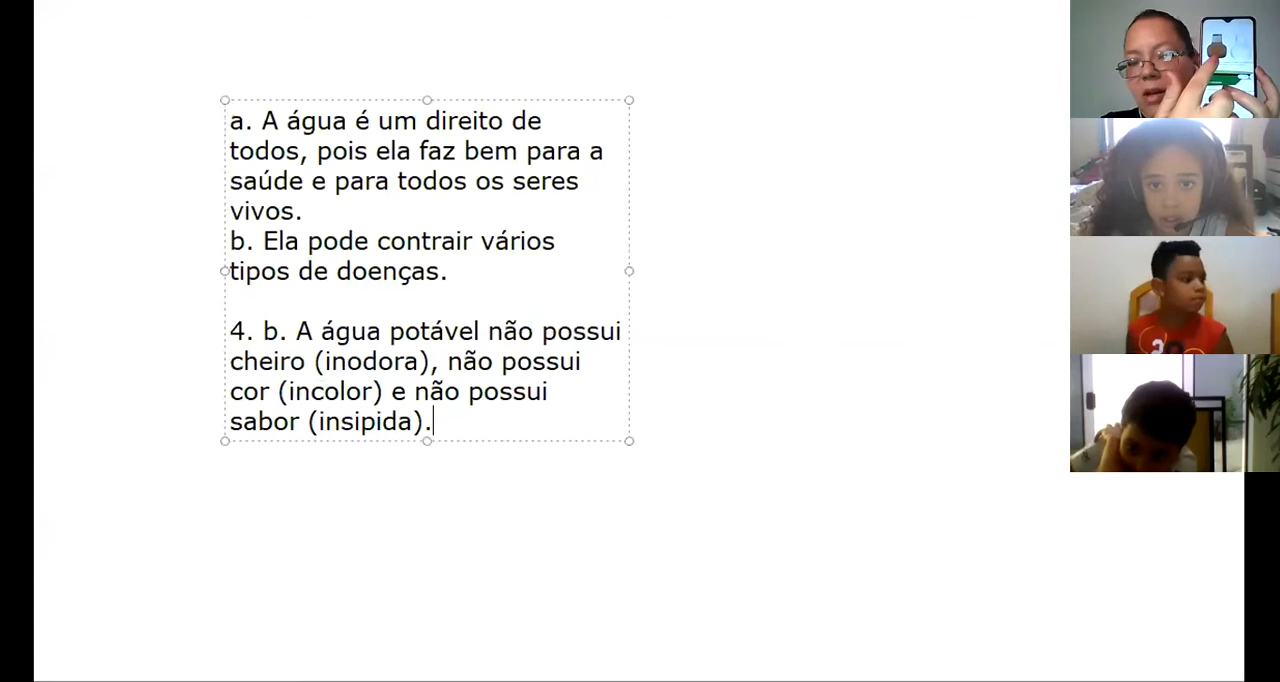 a. A água é um direito de
todos, pois ela faz bem para a
saúde e para todos os seres
vivos.
b. Ela pode contrair vários
tipos de doenças.
4. b. A água potável não possui
cheiro (inodora), não possui
cor (incolor) e não possui
sabor (insipida).